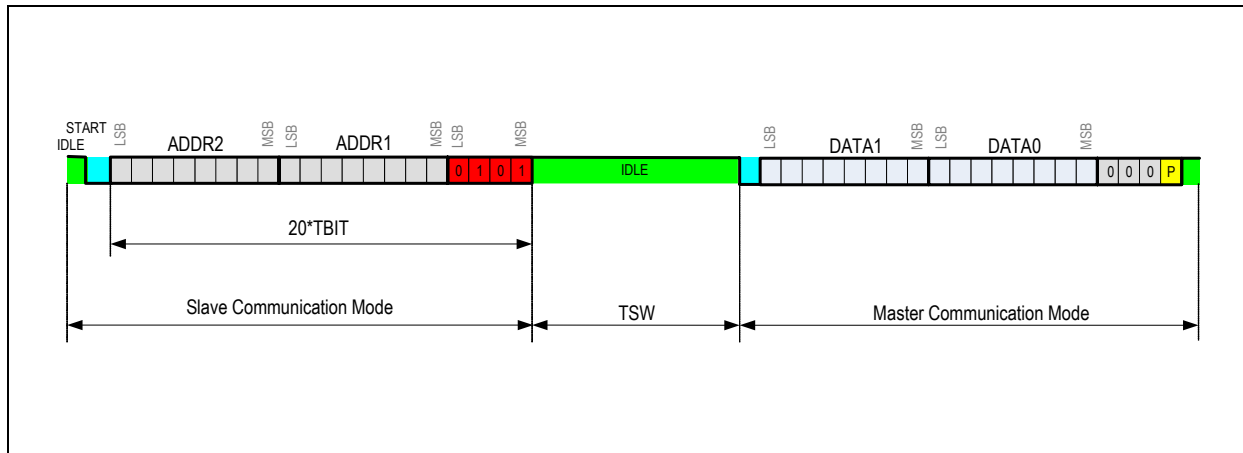 START
IDLE
LSB ADDR2 MSB LSB ADDR1 MSB LSB MSB LSB DATA1 MSB LSB DATA0 MSB
0 1 0 1 IDLE 0 0 0 P
20*TBIT
Slave Communication Mode TSW Master Communication Mode